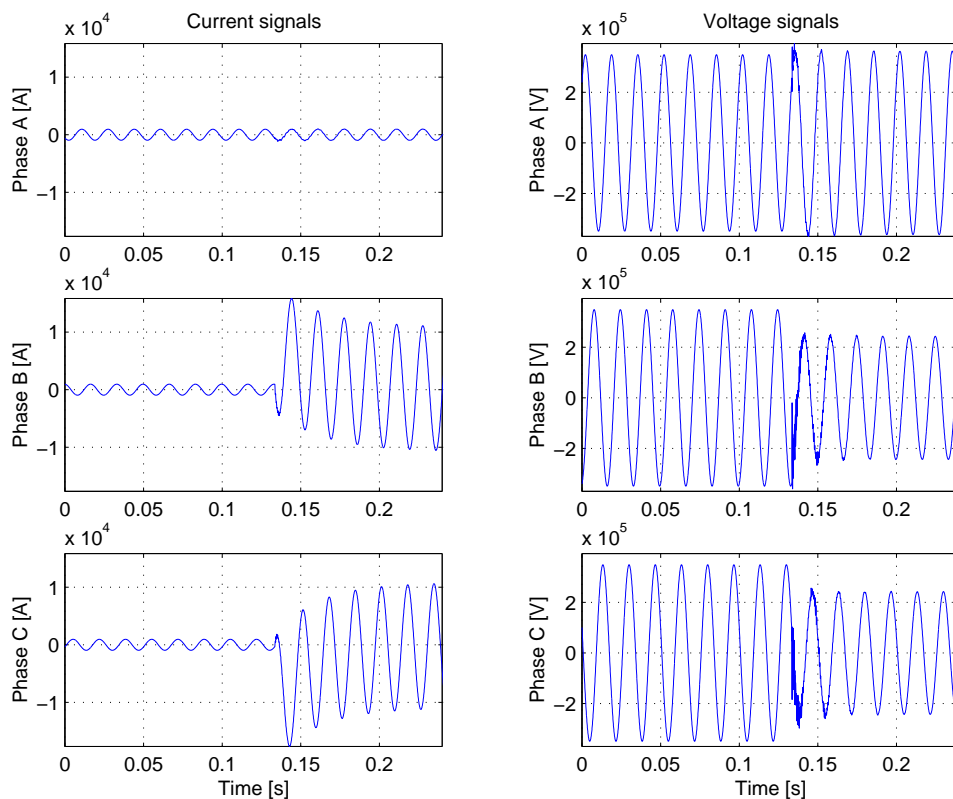 Current signals
x 10^4
Phase A [A]
1
0
−1
0 0.05 0.1 0.15 0.2
Voltage signals
x 10^5
Phase A [V]
2
0
−2
0 0.05 0.1 0.15 0.2
x 10^4
Phase B [A]
1
0
−1
0 0.05 0.1 0.15 0.2
x 10^5
Phase B [V]
2
0
−2
0 0.05 0.1 0.15 0.2
x 10^4
Phase C [A]
1
0
−1
0 0.05 0.1 0.15 0.2
Time [s]
x 10^5
Phase C [V]
2
0
−2
0 0.05 0.1 0.15 0.2
Time [s]